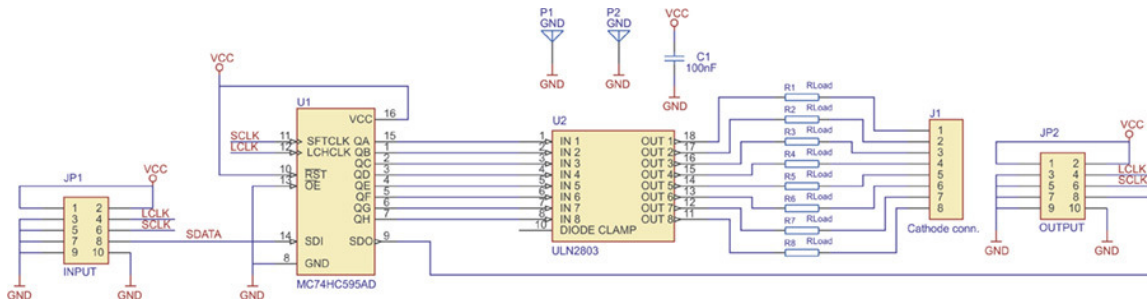 P1
GND
GND
P2
GND
GND
VCC
C1
100nF
GND
VCC
U1
VCC 16
SCLK 11 SFTCLK QA 15
LCLK 12 LCHCLK QB 1
QC 2
10 RST QD 3
13 OE QE 4
QF 5
QG 6
QH 7
SDATA 14 SDI SDO 9
8 GND
MC74HC595AD
GND
U2
1 IN 1 OUT 1 18
2 IN 2 OUT 2 17
3 IN 3 OUT 3 16
4 IN 4 OUT 4 15
5 IN 5 OUT 5 14
6 IN 6 OUT 6 13
7 IN 7 OUT 7 12
8 IN 8 OUT 8 11
10 DIODE CLAMP
ULN2803
R1 RLoad
R2 RLoad
R3 RLoad
R4 RLoad
R5 RLoad
R6 RLoad
R7 RLoad
R8 RLoad
J1
1
2
3
4
5
6
7
8
Cathode conn.
JP1
VCC
1 2
3 4 LCLK
5 6 SCLK
7 8
9 10
INPUT
GND
GND
JP2
VCC
1 2
3 4 LCLK
5 6 SCLK
7 8
9 10
OUTPUT
GND
GND